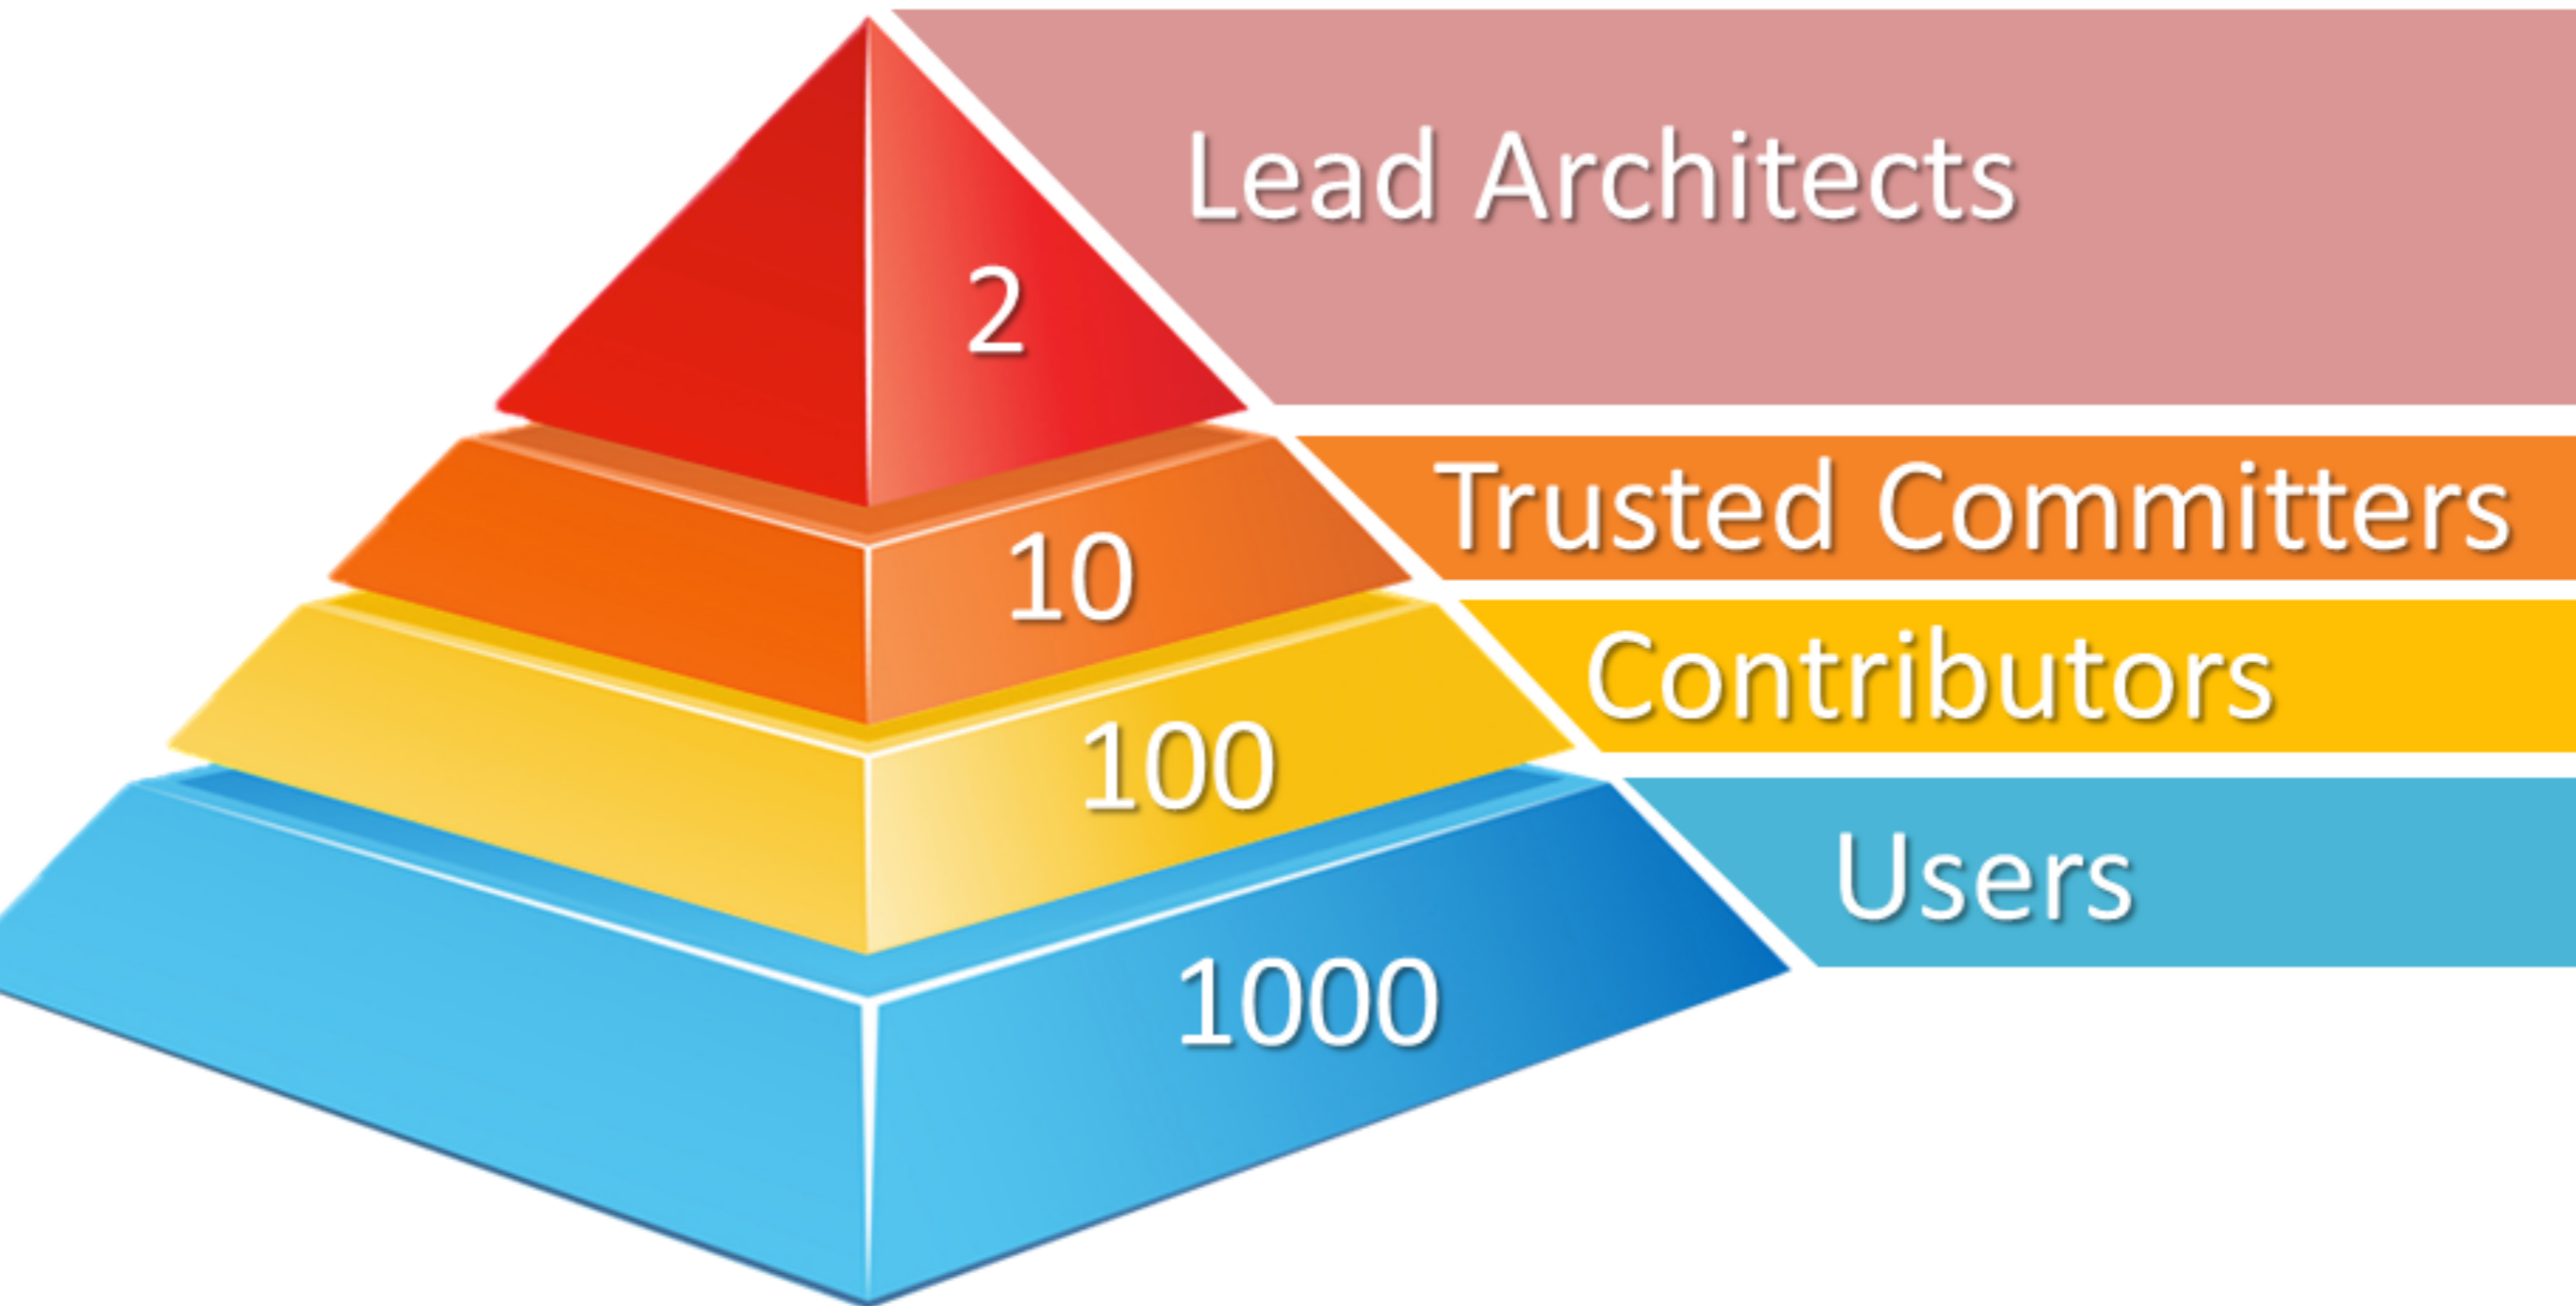 Lead Architects
2
Trusted Committers
10
Contributors
100
Users
1000